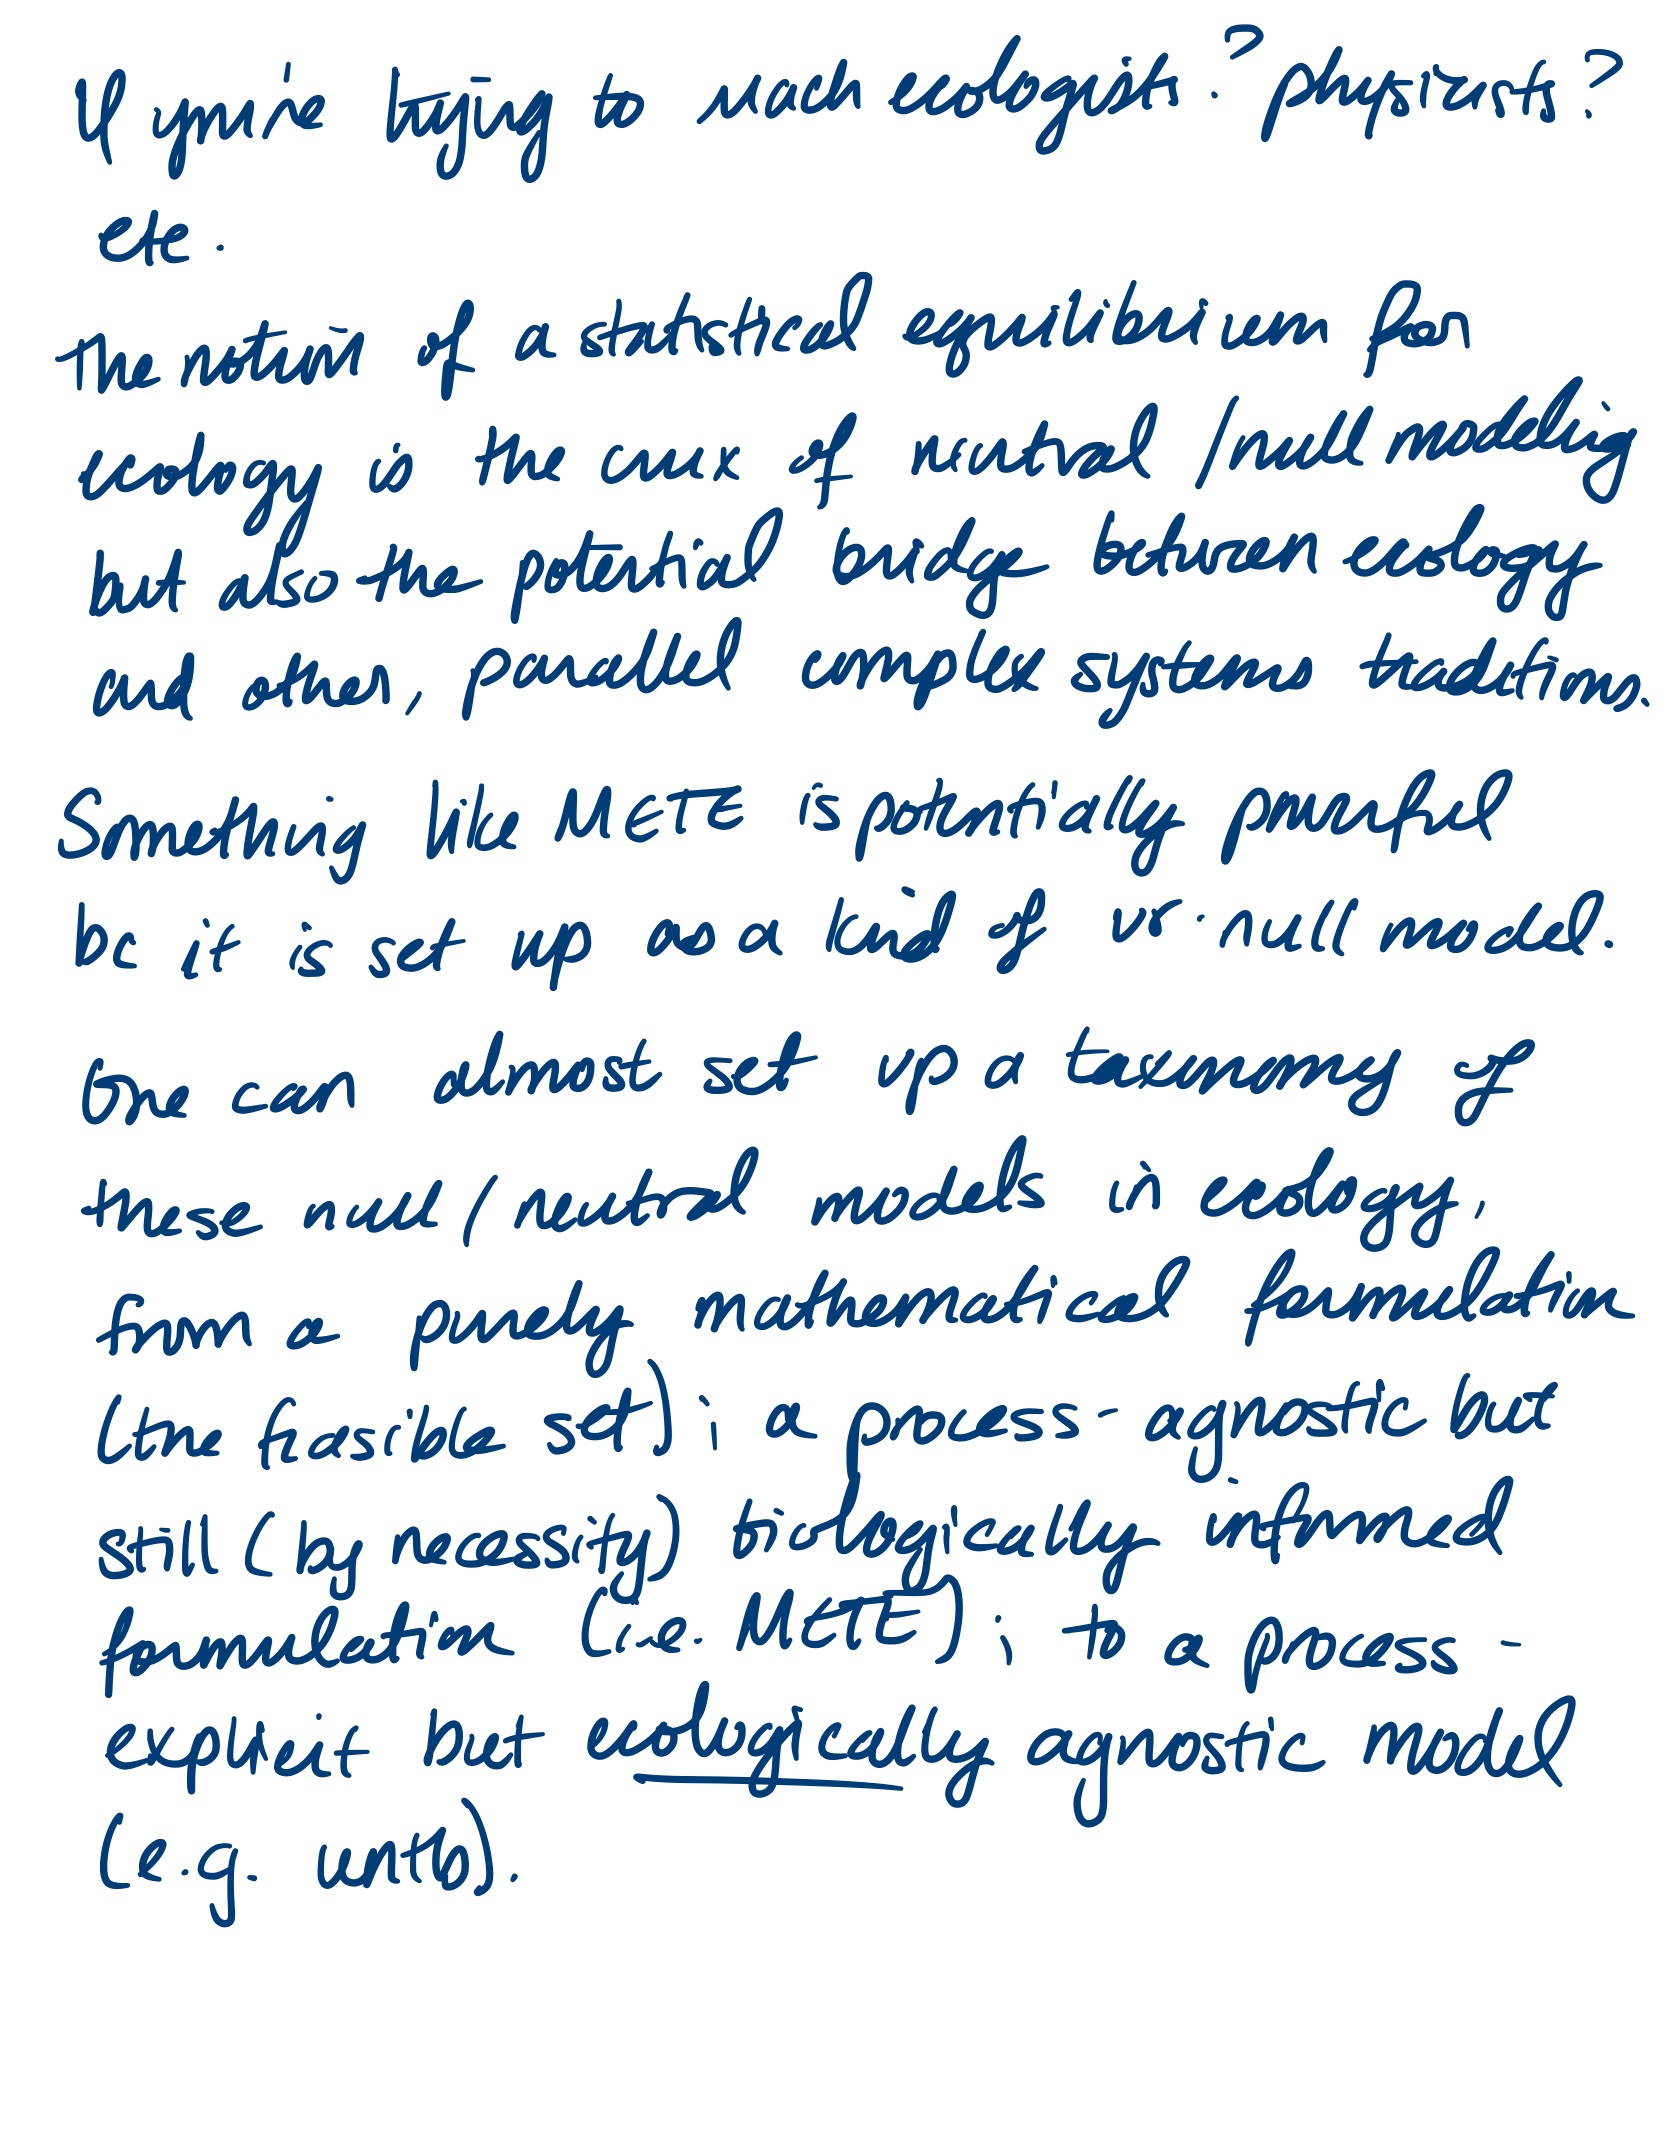 If you're trying to reach ecologists? physicists?
etc.
The notion of a statistical equilibrium for
ecology is the crux of neutral/null modeling
but also the potential bridge between ecology
and other, parallel complex systems traditions.
Something like METE is potentially powerful
bc it is set up as a kind of null model.
One can almost set up a taxonomy of
these null/neutral models in ecology,
from a purely mathematical formulation
(the feasible set); a process-agnostic but
still (by necessity) biologically informed
formulation (i.e. METE); to a process-
explicit but ecologically agnostic model
(e.g. untb).